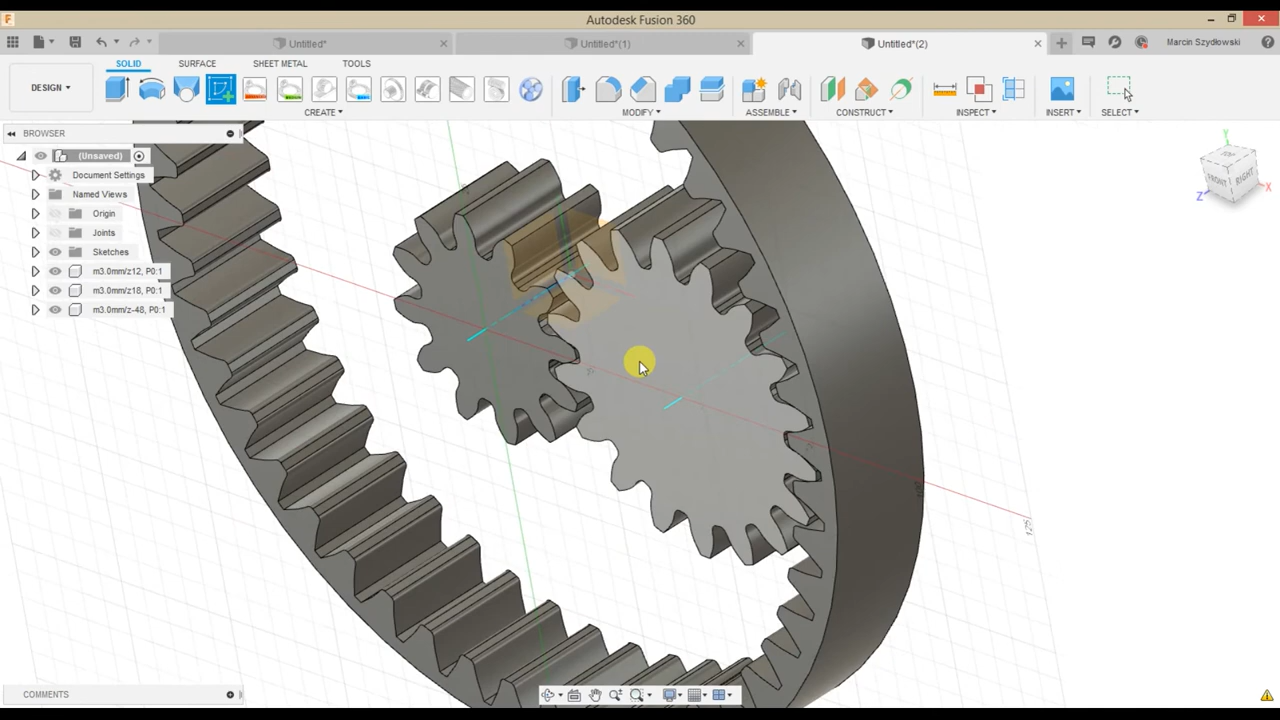 Autodesk Fusion 360
Untitled*
Untitled*(1)
Untitled*(2)
Marcin Szydłowski
DESIGN
SOLID
SURFACE
SHEET METAL
TOOLS
CREATE
MODIFY
ASSEMBLE
CONSTRUCT
INSPECT
INSERT
SELECT
BROWSER
(Unsaved)
Document Settings
Named Views
Origin
Joints
Sketches
m3.0mm/z12, P0:1
m3.0mm/z18, P0:1
m3.0mm/z-48, P0:1
Y
FRONT
RIGHT
Z
X
125
COMMENTS